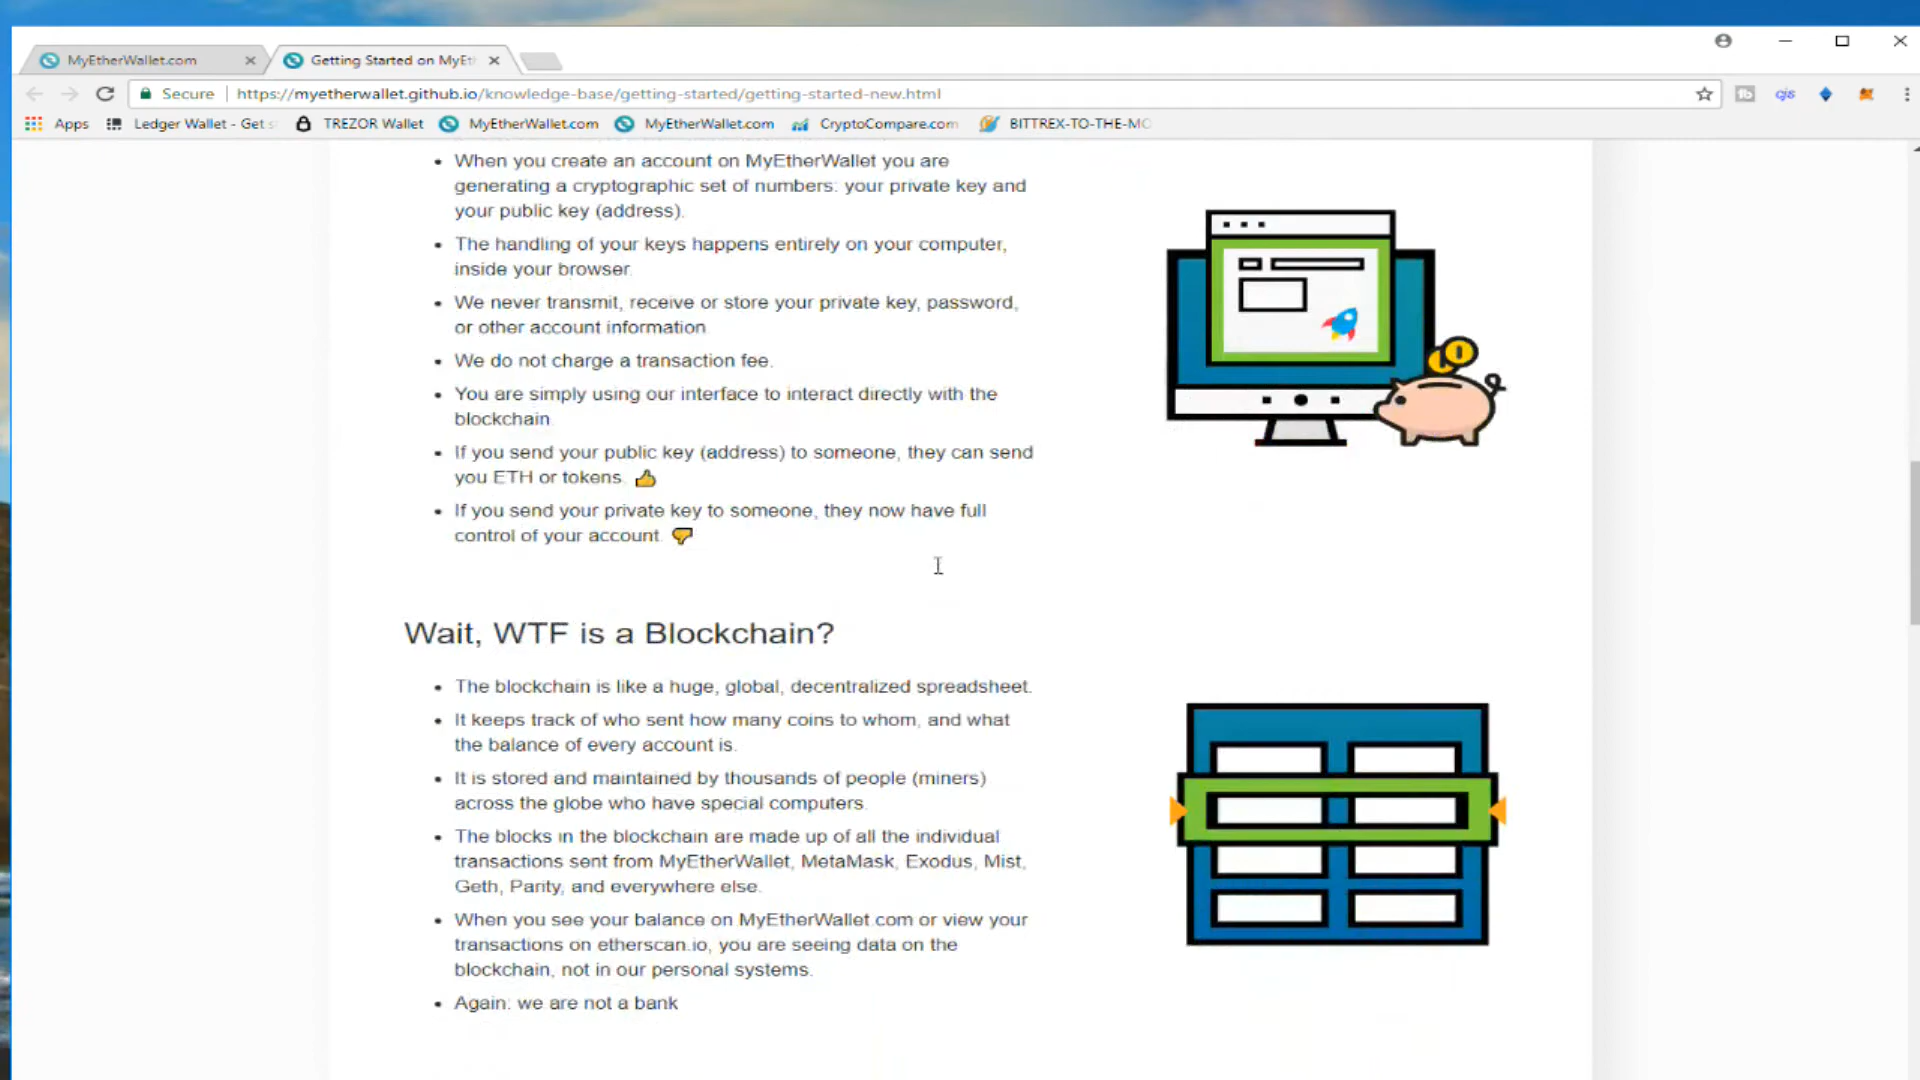 MyEtherWallet.com
Getting Started on MyEt
Secure
https://myetherwallet.github.io/knowledge-base/getting-started/getting-started-new.html
Apps
Ledger Wallet - Get s
TREZOR Wallet
MyEtherWallet.com
MyEtherWallet.com
CryptoCompare.com
BITTREX-TO-THE-MO
When you create an account on MyEtherWallet you are
generating a cryptographic set of numbers: your private key and
your public key (address).
The handling of your keys happens entirely on your computer,
inside your browser.
We never transmit, receive or store your private key, password,
or other account information
We do not charge a transaction fee.
You are simply using our interface to interact directly with the
blockchain
If you send your public key (address) to someone, they can send
you ETH or tokens. 👍
If you send your private key to someone, they now have full
control of your account. 👎
Wait, WTF is a Blockchain?
The blockchain is like a huge, global, decentralized spreadsheet.
It keeps track of who sent how many coins to whom, and what
the balance of every account is.
It is stored and maintained by thousands of people (miners)
across the globe who have special computers.
The blocks in the blockchain are made up of all the individual
transactions sent from MyEtherWallet, MetaMask, Exodus, Mist,
Geth, Parity, and everywhere else.
When you see your balance on MyEtherWallet.com or view your
transactions on etherscan.io, you are seeing data on the
blockchain, not in our personal systems.
Again: we are not a bank